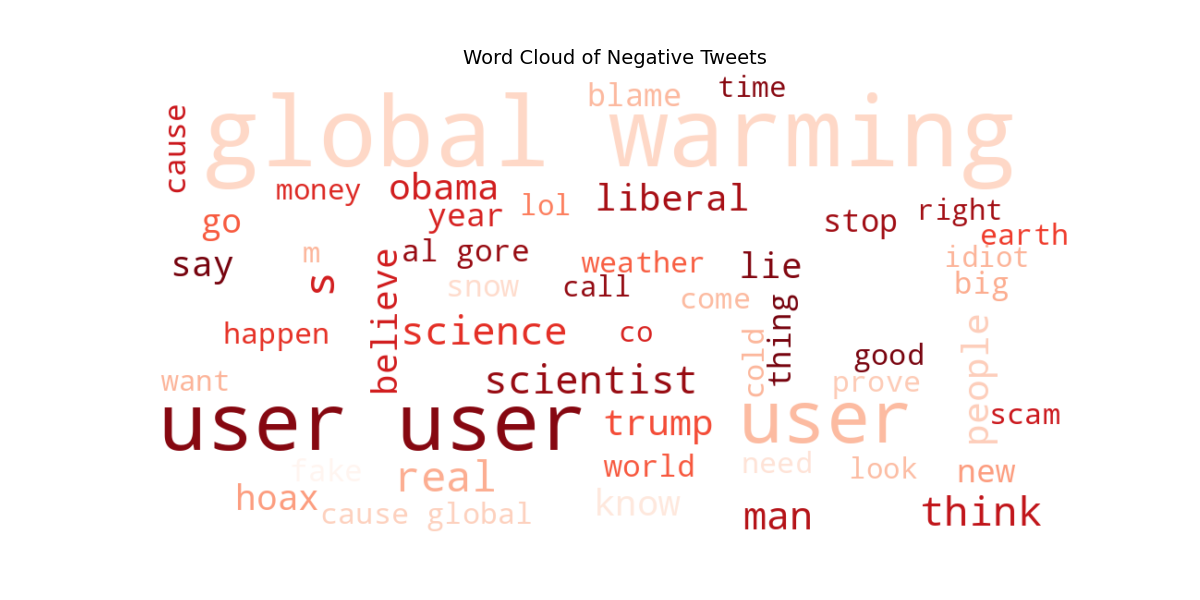 Word Cloud of Negative Tweets
blame time
cause global warming
money obama lol liberal
go year stop right
earth
say m al gore weather lie idiot
s believe snow call come thing big
happen science co
cold good people
want scientist prove
user user trump user scam
fake real world need look new
hoax cause global know man think